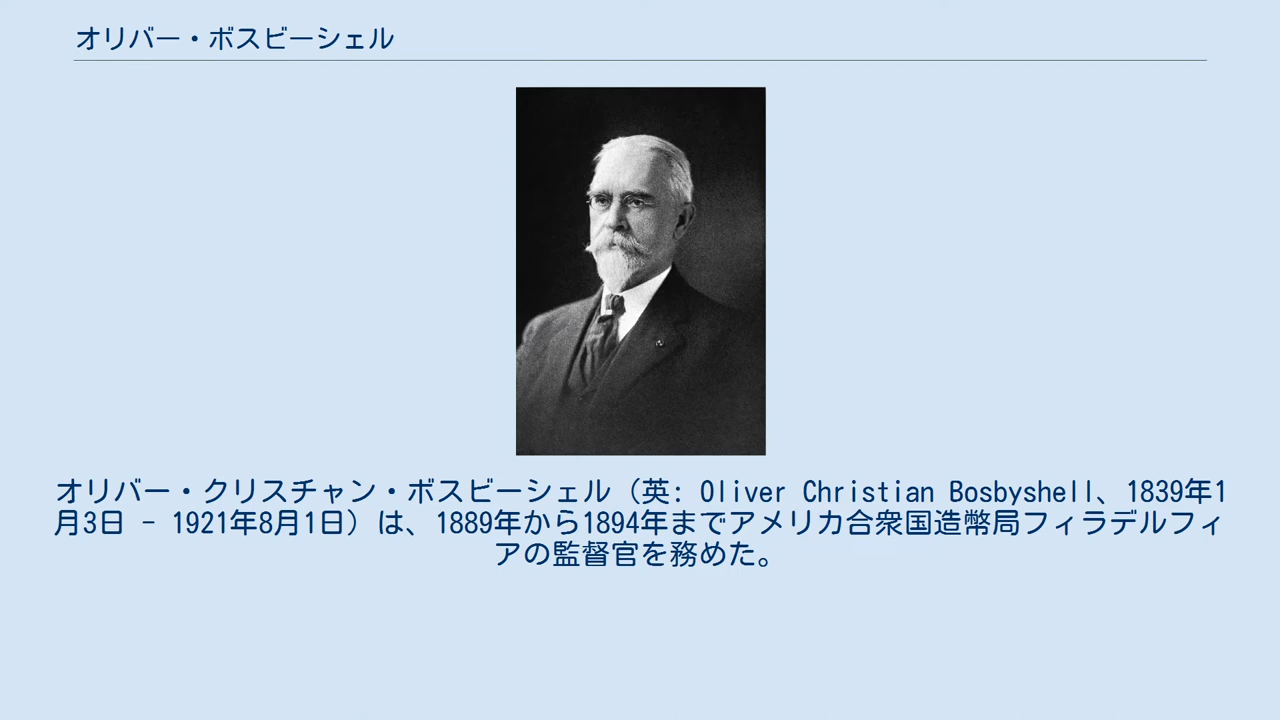 オリバー・ボスビーシェル
オリバー・クリスチャン・ボスビーシェル（英: Oliver Christian Bosbyshell、1839年1
月3日 - 1921年8月1日）は、1889年から1894年までアメリカ合衆国造幣局フィラデルフィ
アの監督官を務めた。